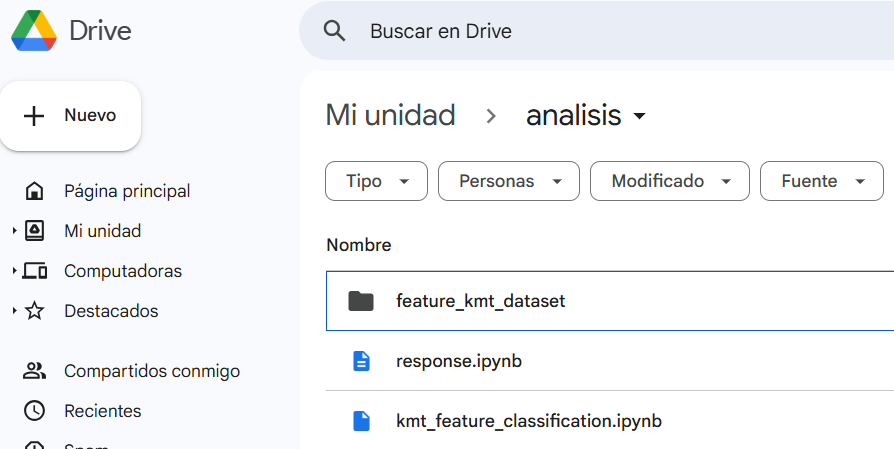 Drive
Buscar en Drive
Nuevo
Mi unidad > analisis
Tipo Personas Modificado Fuente
Página principal
Mi unidad
Computadoras
Destacados
Compartidos conmigo
Recientes
Spam
Nombre
feature_kmt_dataset
response.ipynb
kmt_feature_classification.ipynb